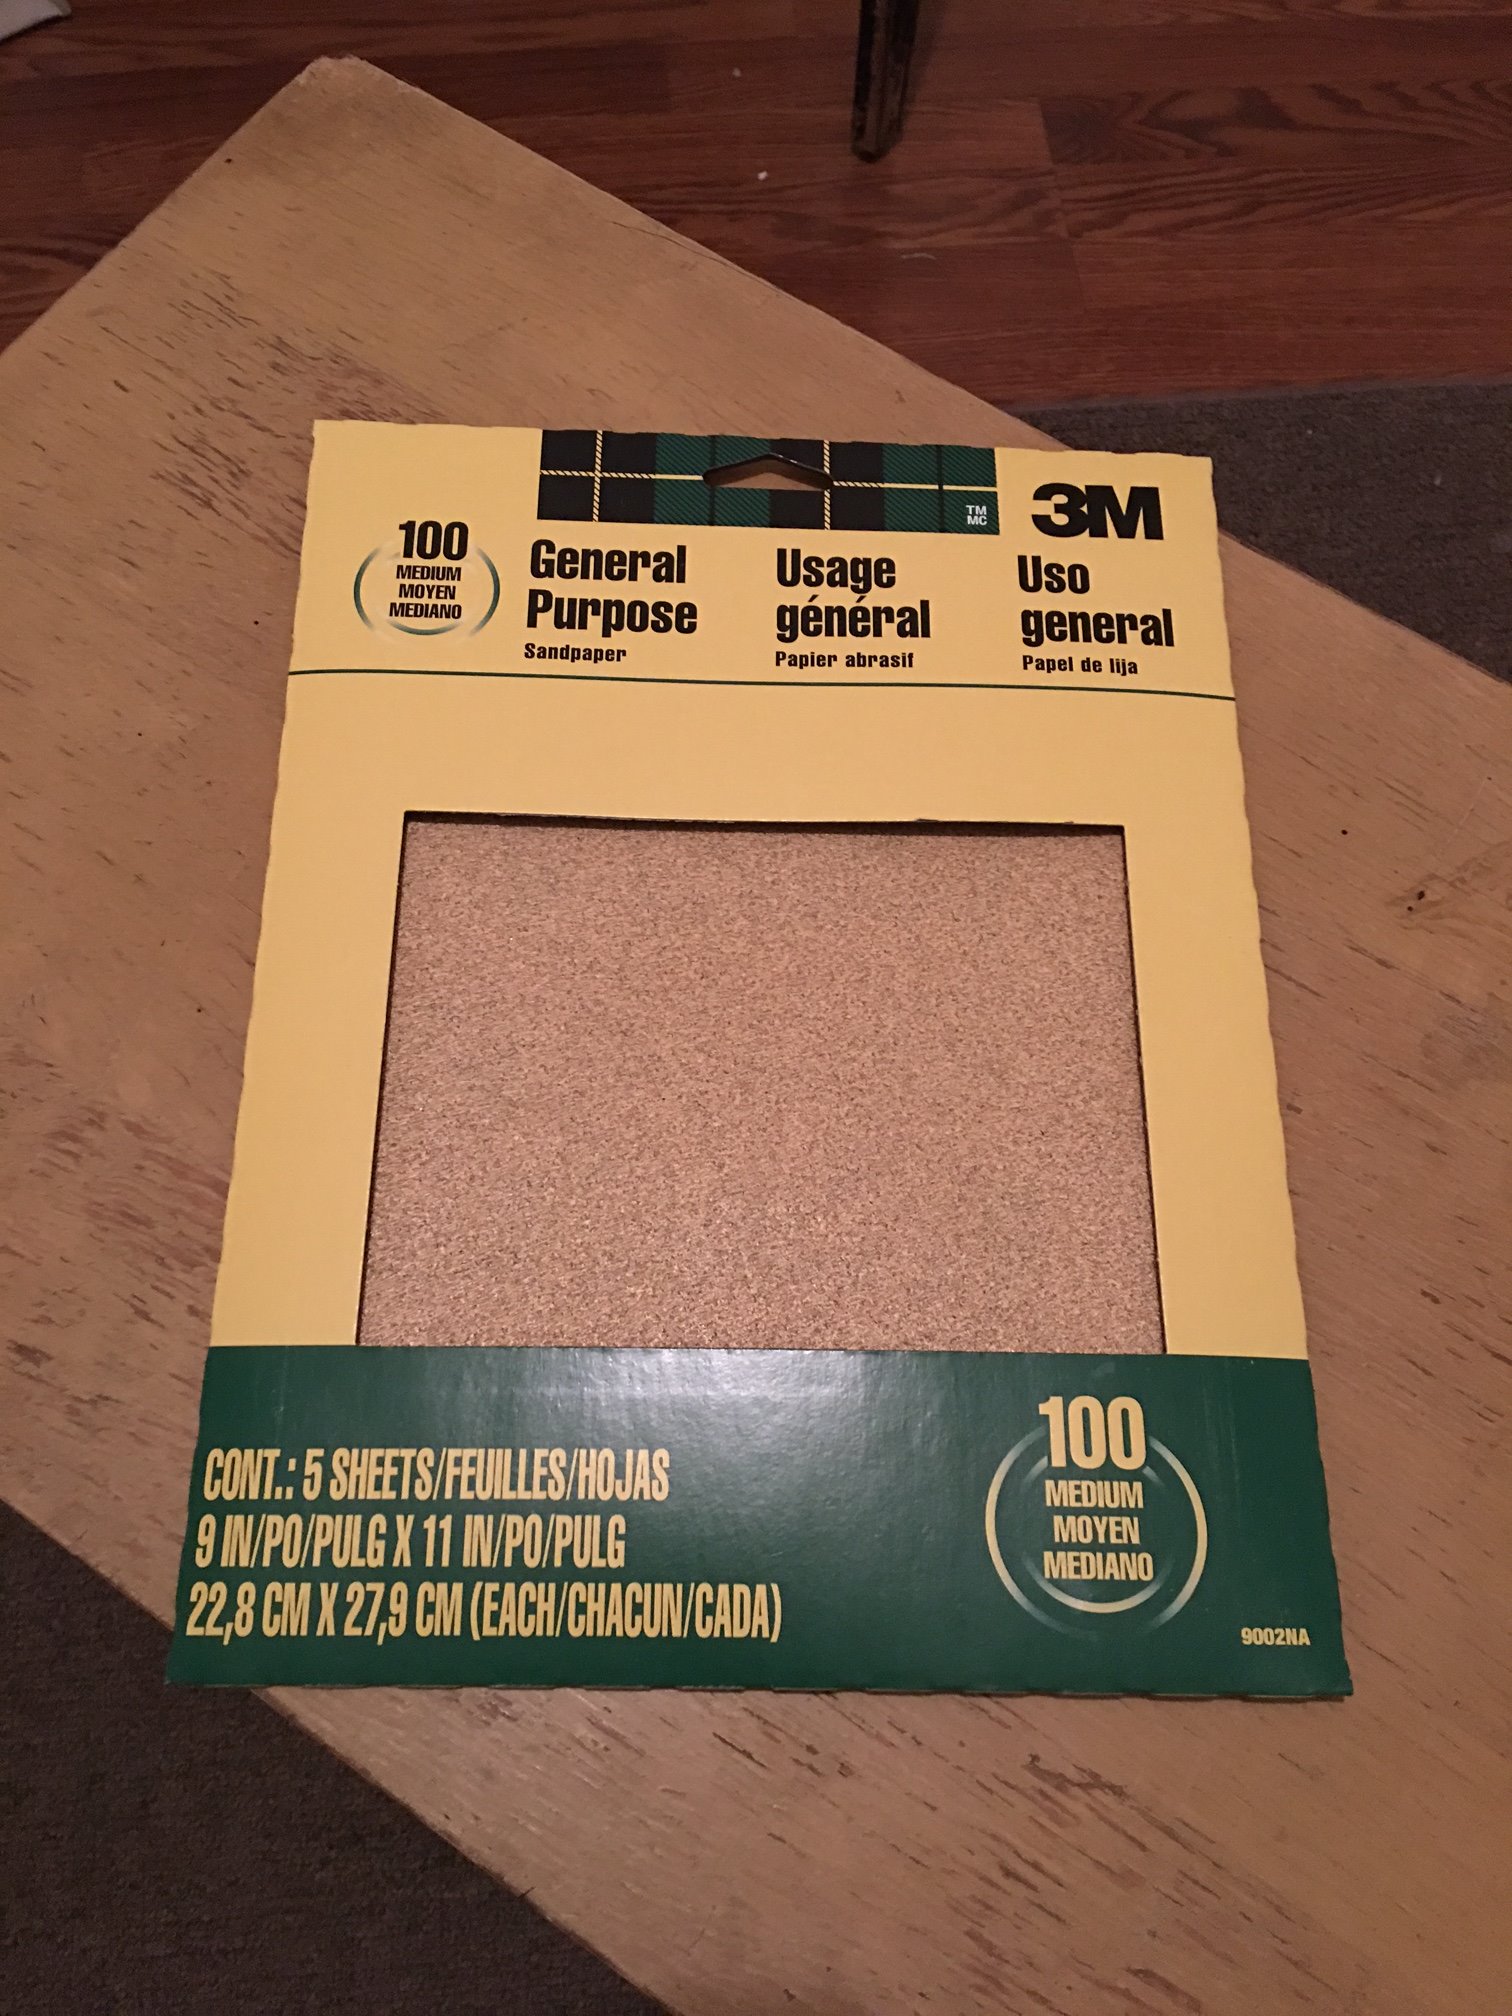 TM
MC
3M
100
MEDIUM
MOYEN
MEDIANO
General
Purpose
Sandpaper
Usage
général
Papier abrasif
Uso
general
Papel de lija
CONT.: 5 SHEETS/FEUILLES/HOJAS
9 IN/PO/PULG X 11 IN/PO/PULG
22,8 CM X 27,9 CM (EACH/CHACUN/CADA)
100
MEDIUM
MOYEN
MEDIANO
9002NA